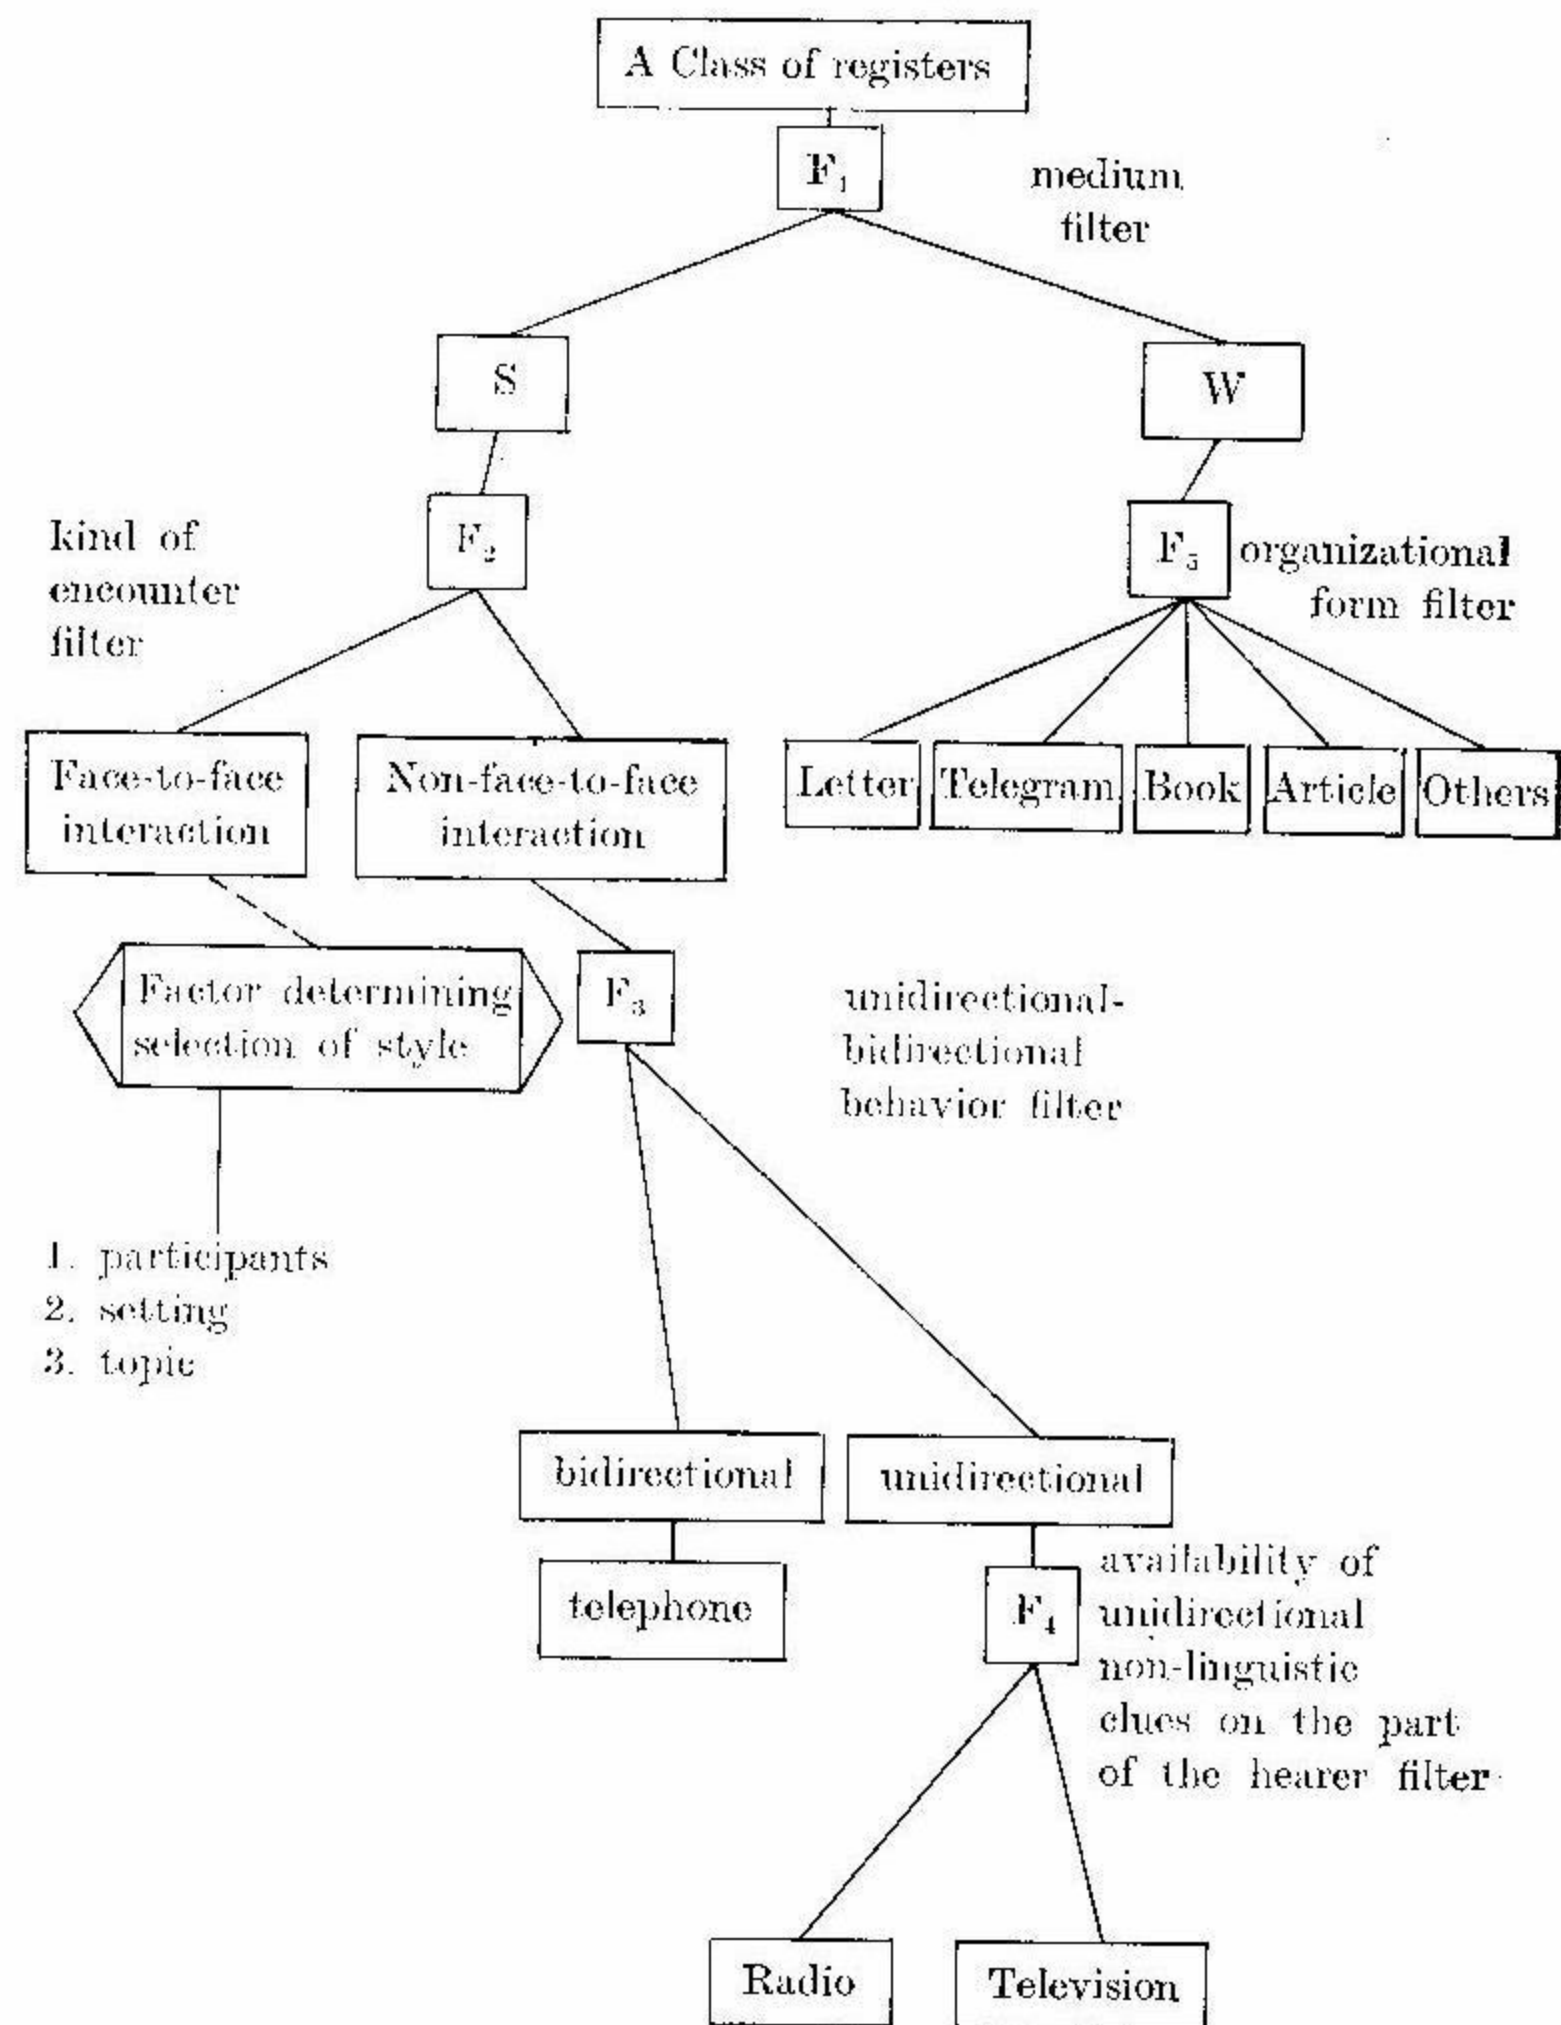 A Class of registers
F₁
medium
filter
S
W
F₂
kind of
encounter
filter
F₅
organizational
form filter
Face-to-face
interaction
Non-face-to-face
interaction
Letter
Telegram
Book
Article
Others
Factor determining
selection of style
F₃
unidirectional-
bidirectional
behavior filter
1. participants
2. setting
3. topic
bidirectional
unidirectional
telephone
F₄
availability of
unidirectional
non-linguistic
clues on the part
of the hearer filter
Radio
Television